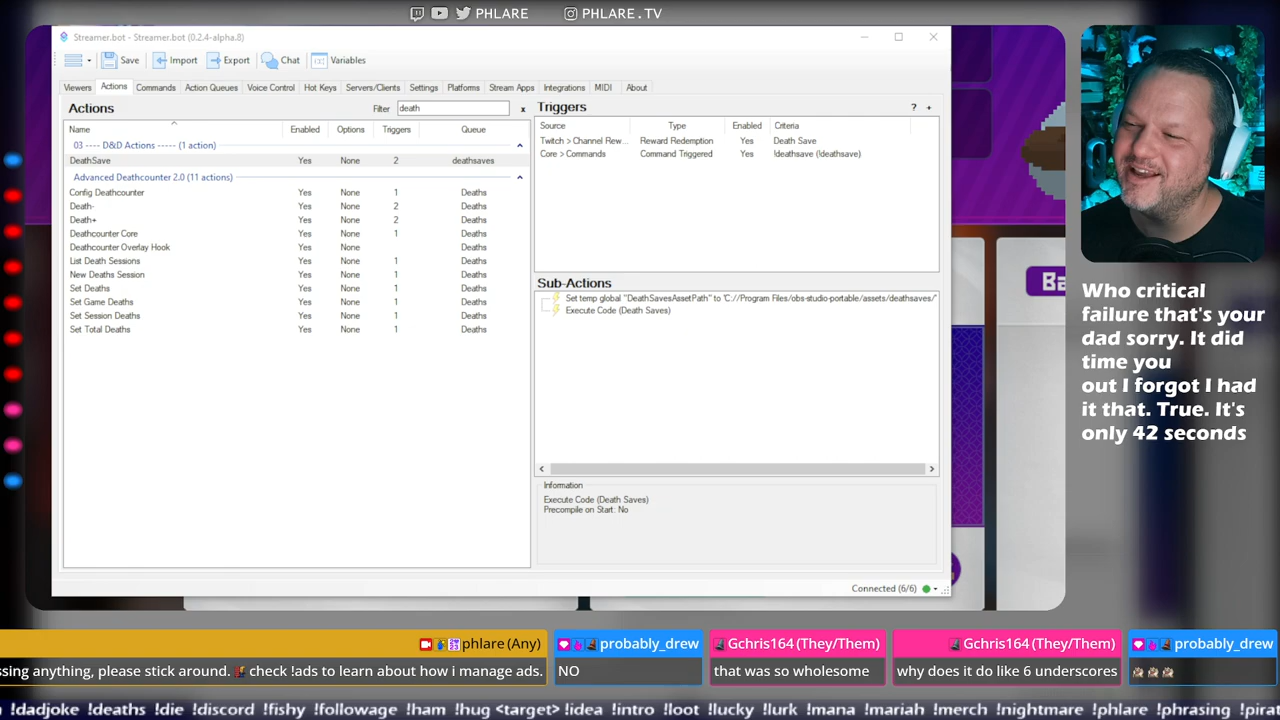 PHLARE PHLARE.TV
Streamer.bot - Streamer.bot (0.2.4-alpha.8)
Save Import Export Chat Variables
Viewers Actions Commands Action Queues Voice Control Hot Keys Servers/Clients Settings Platforms Stream Apps Integrations MIDI About
Actions Filter death x
Name Enabled Options Triggers Queue
03 ---- D&D Actions ----- (1 action)
DeathSave Yes None 2 deathsaves
Advanced Deathcounter 2.0 (11 actions)
Config Deathcounter Yes None 1 Deaths
Death- Yes None 2 Deaths
Death+ Yes None 2 Deaths
Deathcounter Core Yes None 1 Deaths
Deathcounter Overlay Hook Yes None Deaths
List Death Sessions Yes None 1 Deaths
New Deaths Session Yes None 1 Deaths
Set Deaths Yes None 1 Deaths
Set Game Deaths Yes None 1 Deaths
Set Session Deaths Yes None 1 Deaths
Set Total Deaths Yes None 1 Deaths
Triggers ? +
Source Type Enabled Criteria
Twitch > Channel Rew... Reward Redemption Yes Death Save
Core > Commands Command Triggered Yes !deathsave (!deathsave)
Sub-Actions
Set temp global "DeathSavesAssetPath" to 'C://Program Files/obs-studio-portable/assets/deathsaves/'
Execute Code (Death Saves)
Information
Execute Code (Death Saves)
Precompile on Start: No
Connected (6/6)
Ba
Who critical
failure that's your
dad sorry. It did
time you
out I forgot I had
it that. True. It's
only 42 seconds
phlare (Any)
ssing anything, please stick around. check !ads to learn about how i manage ads.
probably_drew
NO
Gchris164 (They/Them)
that was so wholesome
Gchris164 (They/Them)
why does it do like 6 underscores
probably_drew
!dadjoke !deaths !die !discord !fishy !followage !ham !hug <target> !idea !intro !loot !lucky !lurk !mana !mariah !merch !nightmare !phlare !phrasing !pirat